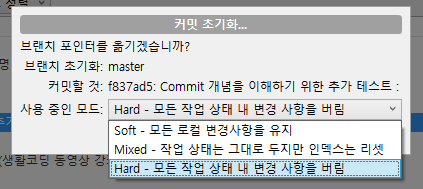 커밋 초기화...
브랜치 포인터를 옮기겠습니까?
브랜치 초기화: master
커밋할 것: f837ad5: Commit 개념을 이해하기 위한 추가 테스트 :
사용 중인 모드: Hard - 모든 작업 상태 내 변경 사항을 버림
Soft - 모든 로컬 변경사항을 유지
Mixed - 작업 상태는 그대로 두지만 인덱스는 리셋
(생활코딩 동영상 강
Hard - 모든 작업 상태 내 변경 사항을 버림